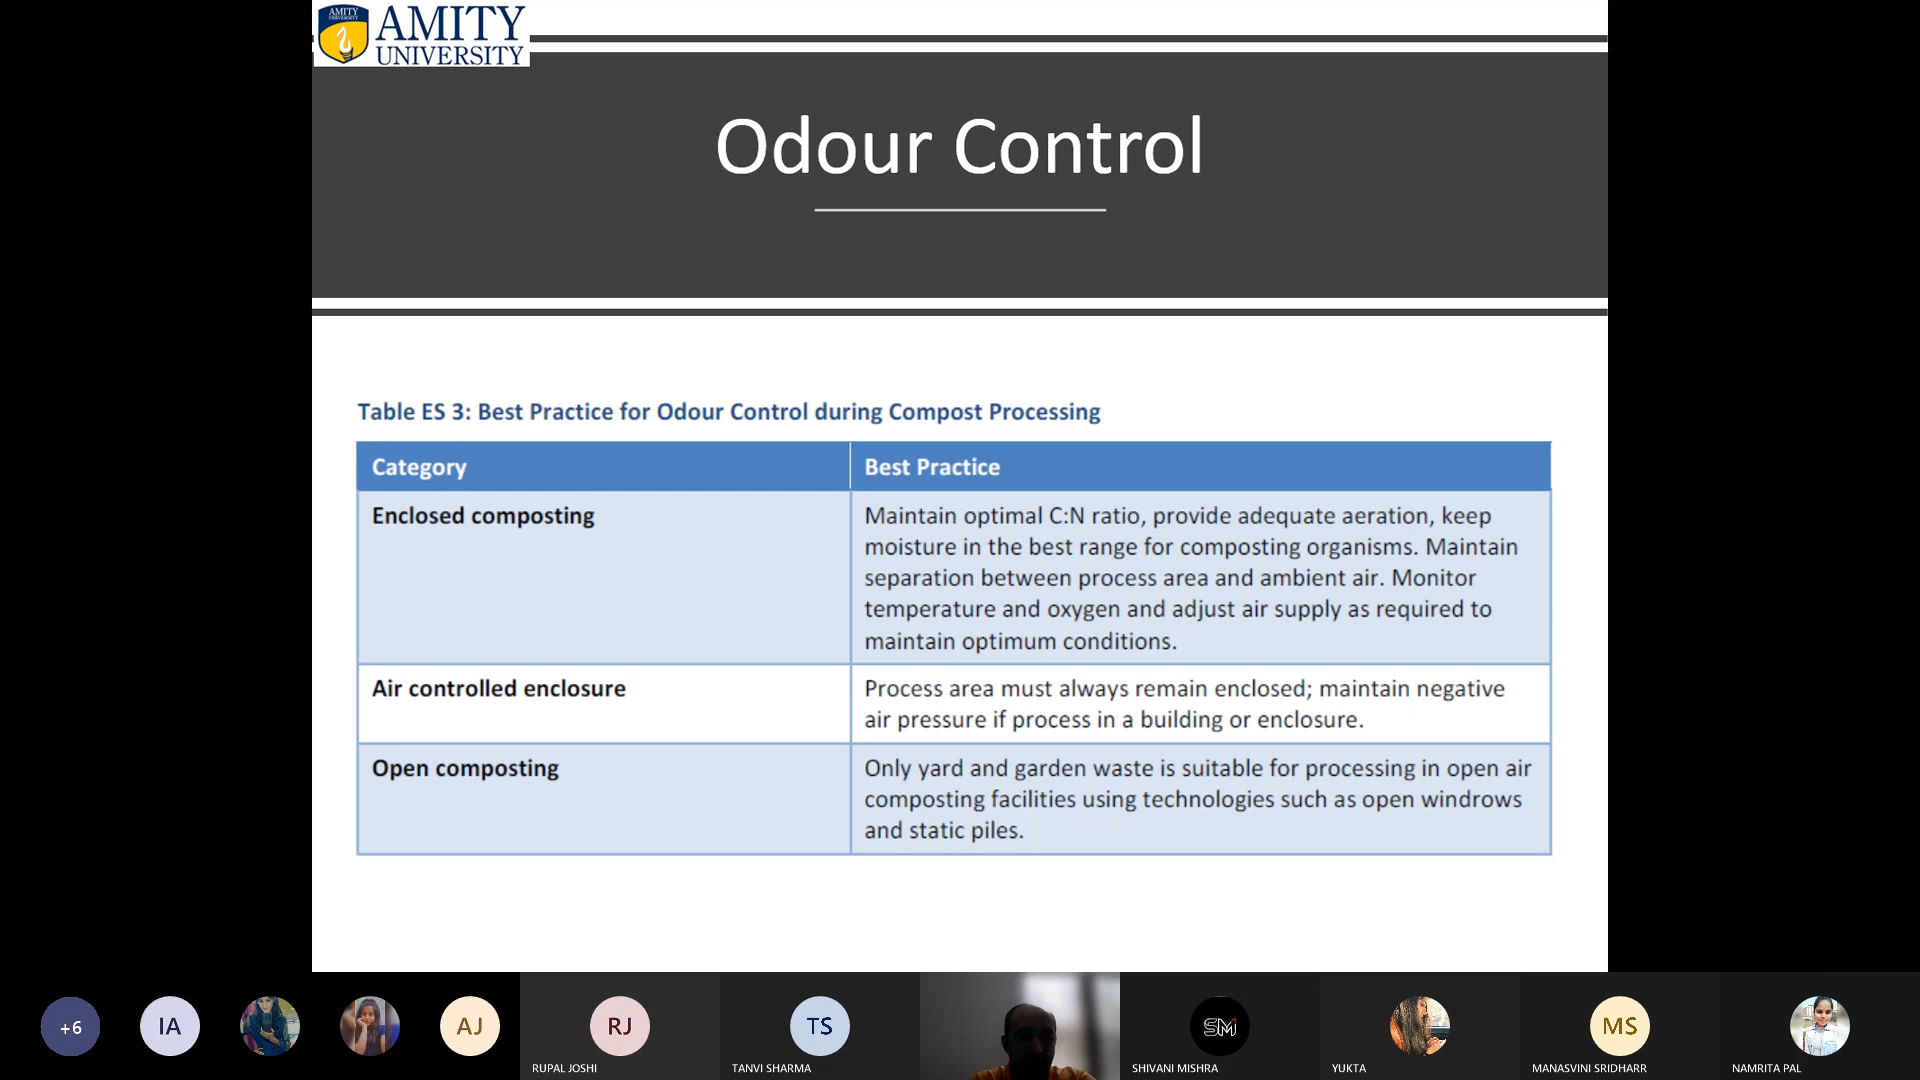 AMITY
UNIVERSITY
Odour Control
Table ES 3: Best Practice for Odour Control during Compost Processing
Category
Best Practice
Enclosed composting
Maintain optimal C:N ratio, provide adequate aeration, keep
moisture in the best range for composting organisms. Maintain
separation between process area and ambient air. Monitor
temperature and oxygen and adjust air supply as required to
maintain optimum conditions.
Air controlled enclosure
Process area must always remain enclosed; maintain negative
air pressure if process in a building or enclosure.
Open composting
Only yard and garden waste is suitable for processing in open air
composting facilities using technologies such as open windrows
and static piles.
+6
IA
AJ
RJ
RUPAL JOSHI
TS
TANVI SHARMA
SM
SHIVANI MISHRA
YUKTA
MS
MANASVINI SRIDHARR
NAMRITA PAL